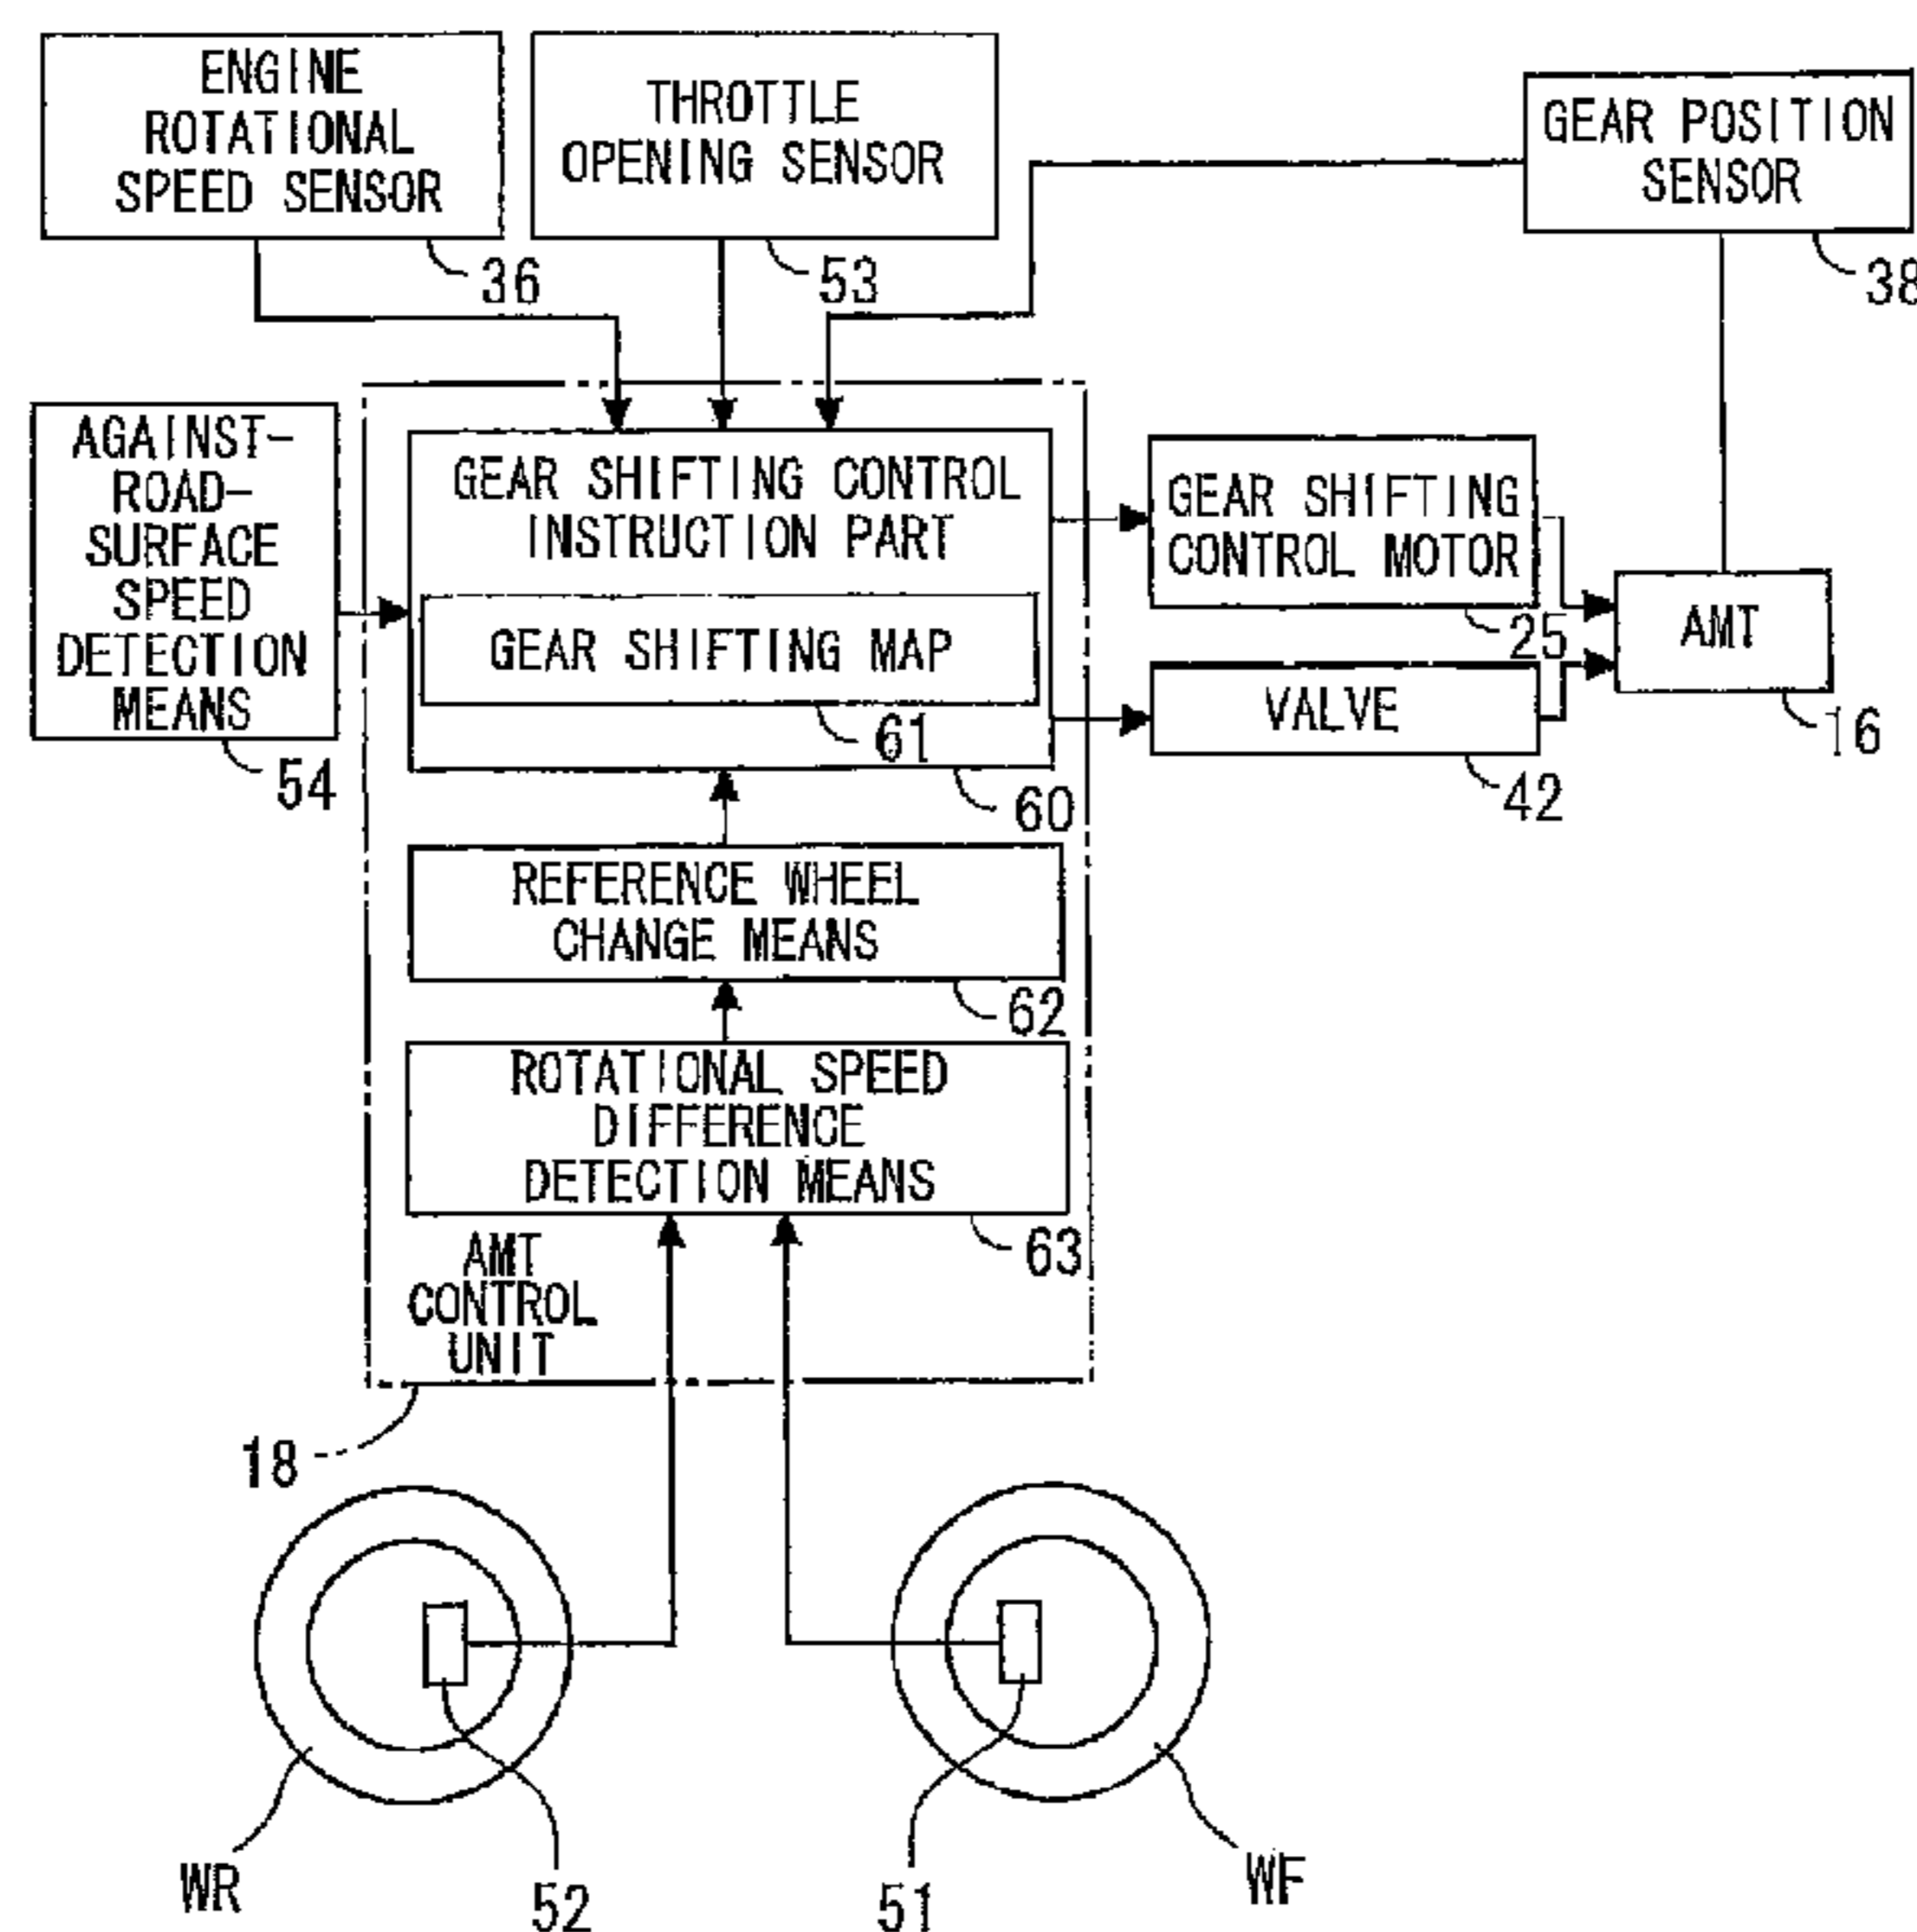 ENGINE
ROTATIONAL
SPEED SENSOR
36
THROTTLE
OPENING SENSOR
53
GEAR POSITION
SENSOR
38
AGAINST-
ROAD-
SURFACE
SPEED
DETECTION
MEANS
54
GEAR SHIFTING CONTROL
INSTRUCTION PART
GEAR SHIFTING MAP
61
60
GEAR SHIFTING
CONTROL MOTOR
25
VALVE
42
AMT
16
REFERENCE WHEEL
CHANGE MEANS
62
ROTATIONAL SPEED
DIFFERENCE
DETECTION MEANS
63
AMT
CONTROL
UNIT
18
WR
52
51
WF